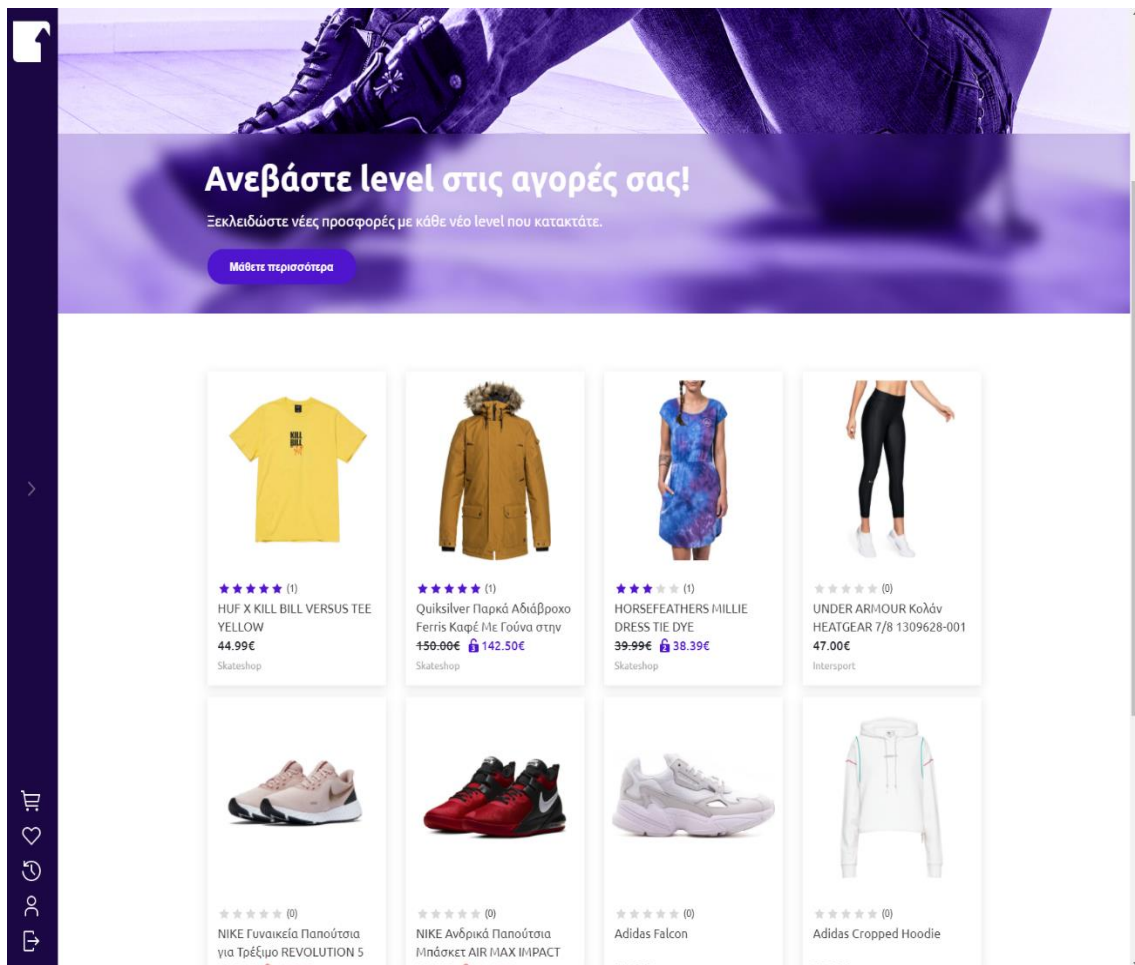 Ανεβάστε level στις αγορές σας!
Ξεκλειδώστε νέες προσφορές με κάθε νέο level που κατακτάτε.
Μάθετε περισσότερα
KILL
BILL
(1)
HUF X KILL BILL VERSUS TEE
YELLOW
44.99€
Skateshop
(1)
Quiksilver Παρκά Αδιάβροχο
Ferris Καφέ Με Γούνα στην
150.00€ 3 142.50€
Skateshop
(1)
HORSEFEATHERS MILLIE
DRESS TIE DYE
39.99€ 2 38.39€
Skateshop
(0)
UNDER ARMOUR Κολάν
HEATGEAR 7/8 1309628-001
47.00€
Intersport
(0)
NIKE Γυναικεία Παπούτσια
για Τρέξιμο REVOLUTION 5
(0)
NIKE Ανδρικά Παπούτσια
Μπάσκετ AIR MAX IMPACT
(0)
Adidas Falcon
(0)
Adidas Cropped Hoodie